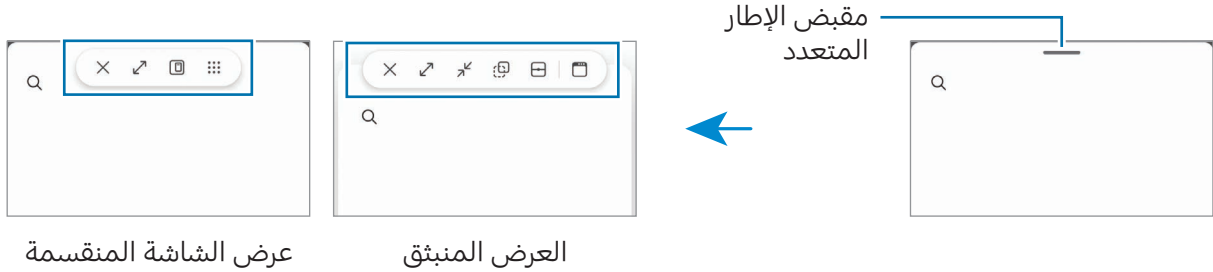 مقبض الإطار
المتعدد
العرض المنبثق
عرض الشاشة المنقسمة